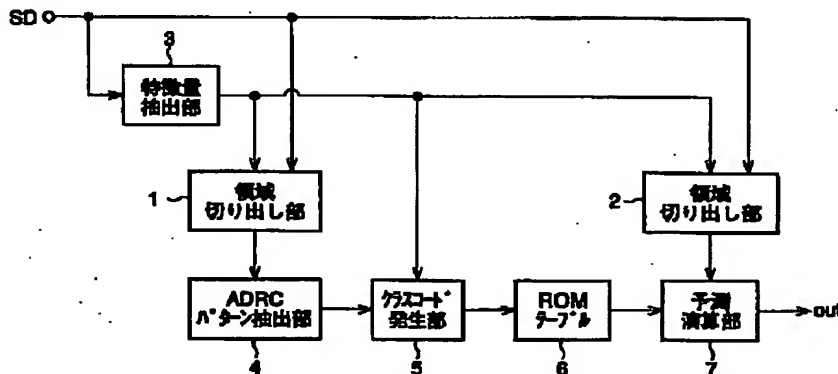 SD
3
特徴量
抽出部
1
領域
切り出し部
2
領域
切り出し部
ADRC
パターン抽出部
4
クラスコード
発生部
5
ROM
テーブル
6
予測
演算部
7
out